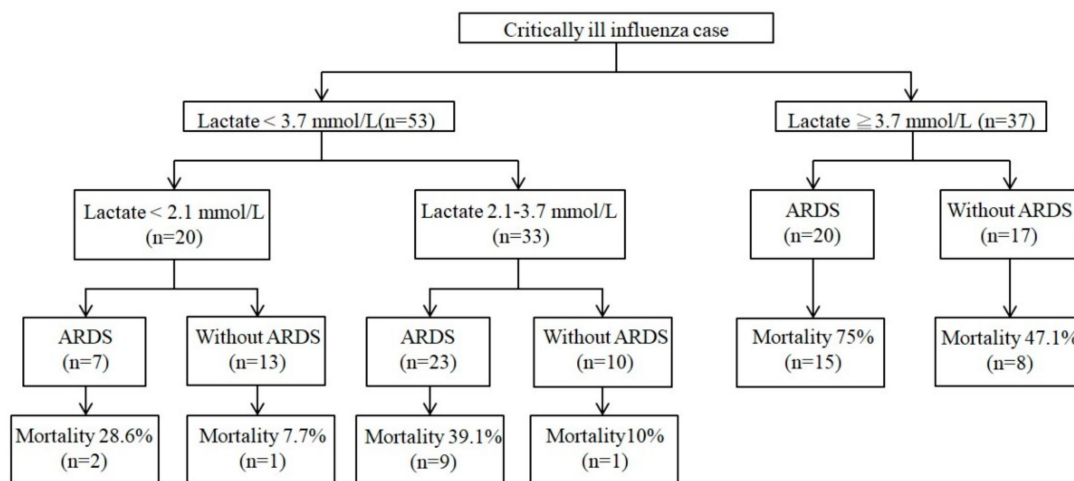 Critically ill influenza case
Lactate < 3.7 mmol/L(n=53)
Lactate ≧3.7 mmol/L (n=37)
Lactate < 2.1 mmol/L
(n=20)
Lactate 2.1-3.7 mmol/L
(n=33)
ARDS
(n=20)
Without ARDS
(n=17)
ARDS
(n=7)
Without ARDS
(n=13)
ARDS
(n=23)
Without ARDS
(n=10)
Mortality 75%
(n=15)
Mortality 47.1%
(n=8)
Mortality 28.6%
(n=2)
Mortality 7.7%
(n=1)
Mortality 39.1%
(n=9)
Mortality10%
(n=1)